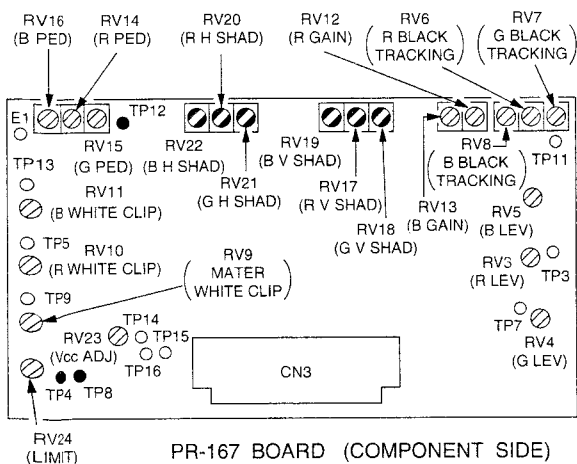 RV16
(B PED)
RV14
(R PED)
RV20
(R H SHAD)
RV12
(R GAIN)
RV6
(R BLACK
TRACKING)
RV7
(G BLACK
TRACKING)
E1
TP12
RV15
(G PED)
RV22
(B H SHAD)
RV21
(G H SHAD)
RV19
(B V SHAD)
RV17
(R V SHAD)
RV18
(G V SHAD)
RV13
(B GAIN)
RV8
(B BLACK
TRACKING)
TP11
TP13
RV11
(B WHITE CLIP)
RV5
(B LEV)
TP5
RV10
(R WHITE CLIP)
RV9
(MATER
WHITE CLIP)
RV3
(R LEV)
TP3
TP9
RV23
(Vcc ADJ)
TP14
TP15
TP16
TP7
RV4
(G LEV)
CN3
TP4
TP8
RV24
(LIMIT)
PR-167 BOARD (COMPONENT SIDE)